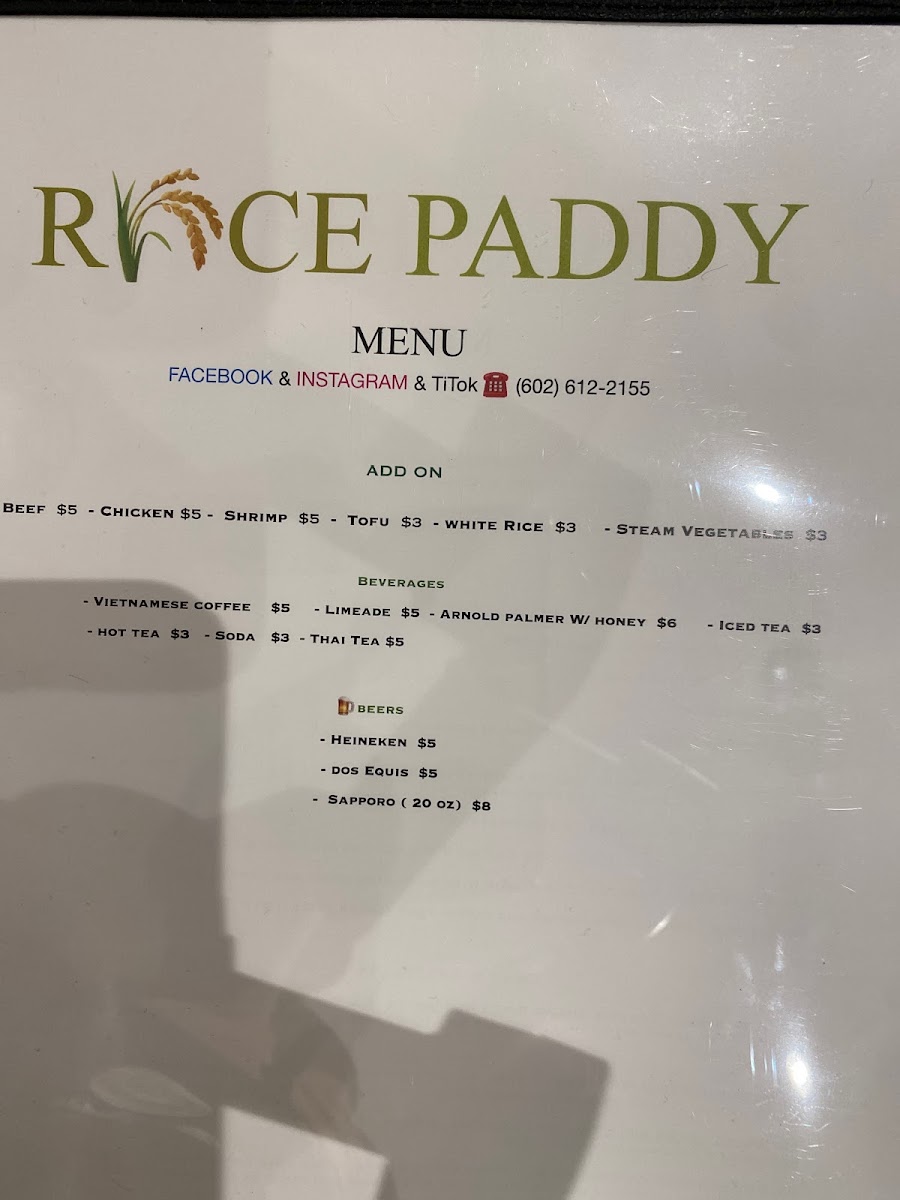 RICE PADDY
MENU
FACEBOOK & INSTAGRAM & TiTok ☎ (602) 612-2155
ADD ON
Beef $5 - Chicken $5 - Shrimp $5 - Tofu $3 - white Rice $3 - Steam Vegetables $3
Beverages
- Vietnamese coffee $5 - Limeade $5 - Arnold palmer W/ honey $6 - Iced tea $3
- hot tea $3 - Soda $3 - Thai Tea $5
🍺 beers
- Heineken $5
- dos Equis $5
- Sapporo ( 20 oz) $8